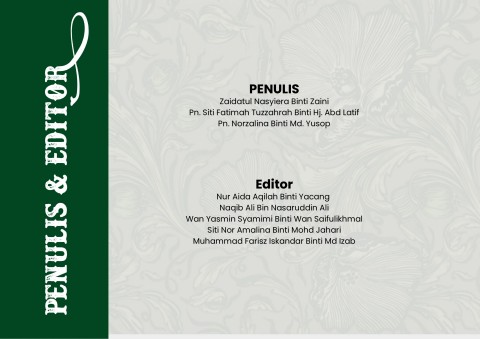 PENULIS & EDITOR
PENULIS
Zaidatul Nasyiera Binti Zaini
Pn. Siti Fatimah Tuzzahrah Binti Hj. Abd Latif
Pn. Norzalina Binti Md. Yusop
Editor
Nur Aida Aqilah Binti Yacang
Naqib Ali Bin Nasaruddin Ali
Wan Yasmin Syamimi Binti Wan Saifulikhmal
Siti Nor Amalina Binti Mohd Jahari
Muhammad Farisz Iskandar Binti Md Izab